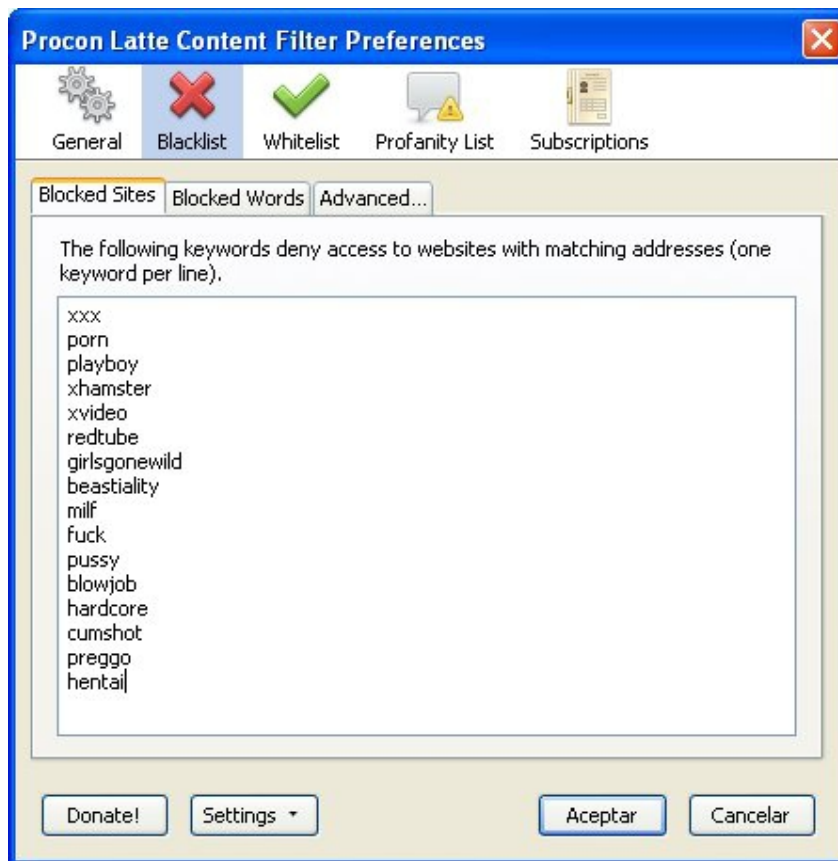 Procon Latte Content Filter Preferences
General Blacklist Whitelist Profanity List Subscriptions
Blocked Sites Blocked Words Advanced...
The following keywords deny access to websites with matching addresses (one
keyword per line).
xxx
porn
playboy
xhamster
xvideo
redtube
girlsgonewild
beastiality
milf
fuck
pussy
blowjob
hardcore
cumshot
preggo
hentai
Donate! Settings Aceptar Cancelar